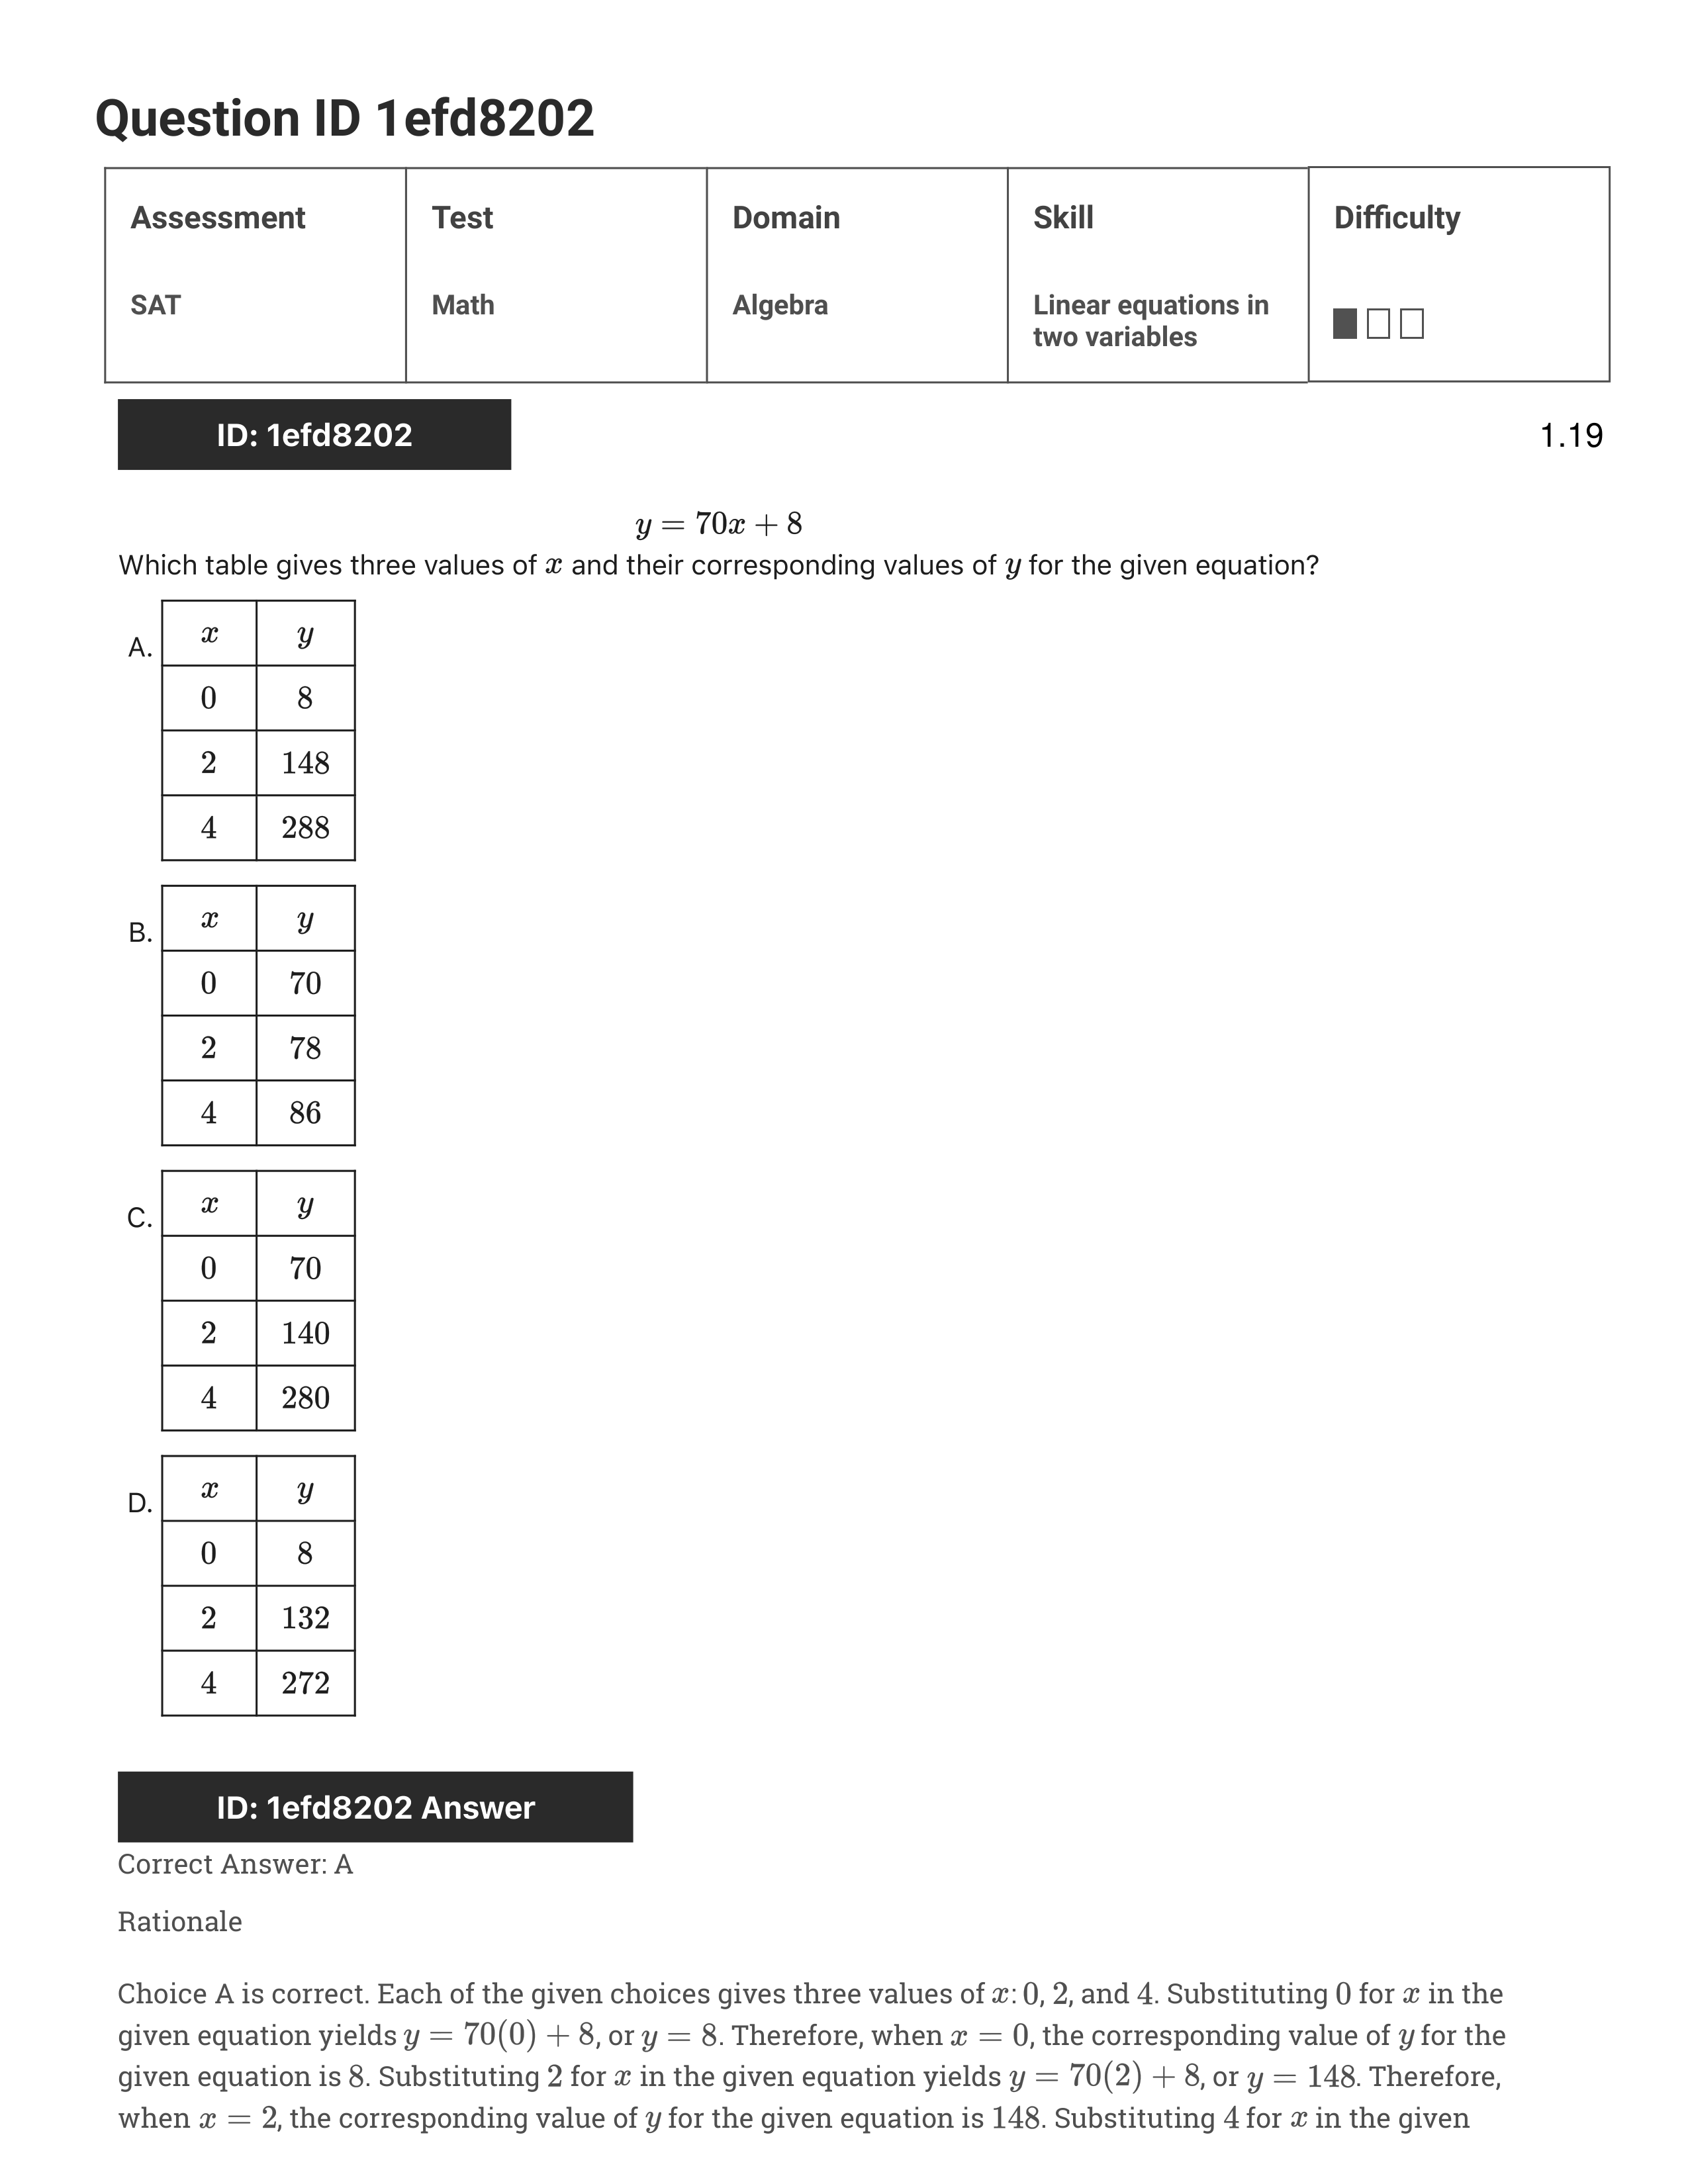 Question ID 1efd8202
Assessment Test Domain Skill Difficulty
SAT Math Algebra Linear equations in
two variables
ID: 1efd8202 1.19
y = 70x + 8
Which table gives three values of x and their corresponding values of y for the given equation?
A. x y
0 8
2 148
4 288
B. x y
0 70
2 78
4 86
C. x y
0 70
2 140
4 280
D. x y
0 8
2 132
4 272
ID: 1efd8202 Answer
Correct Answer: A
Rationale
Choice A is correct. Each of the given choices gives three values of x: 0, 2, and 4. Substituting 0 for x in the
given equation yields y = 70(0) + 8, or y = 8. Therefore, when x = 0, the corresponding value of y for the
given equation is 8. Substituting 2 for x in the given equation yields y = 70(2) + 8, or y = 148. Therefore,
when x = 2, the corresponding value of y for the given equation is 148. Substituting 4 for x in the given